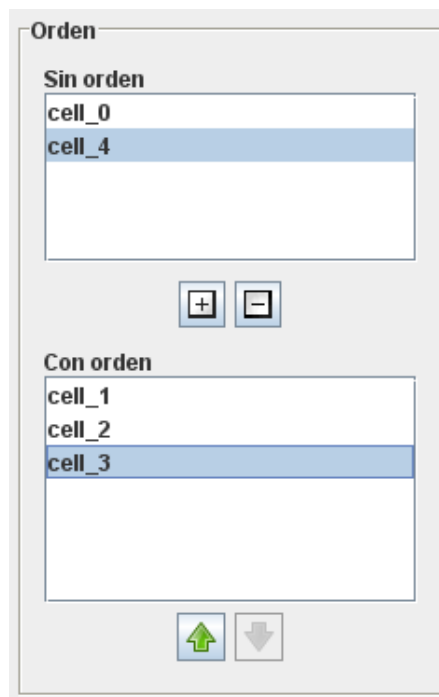 Orden
Sin orden
cell_0
cell_4
Con orden
cell_1
cell_2
cell_3